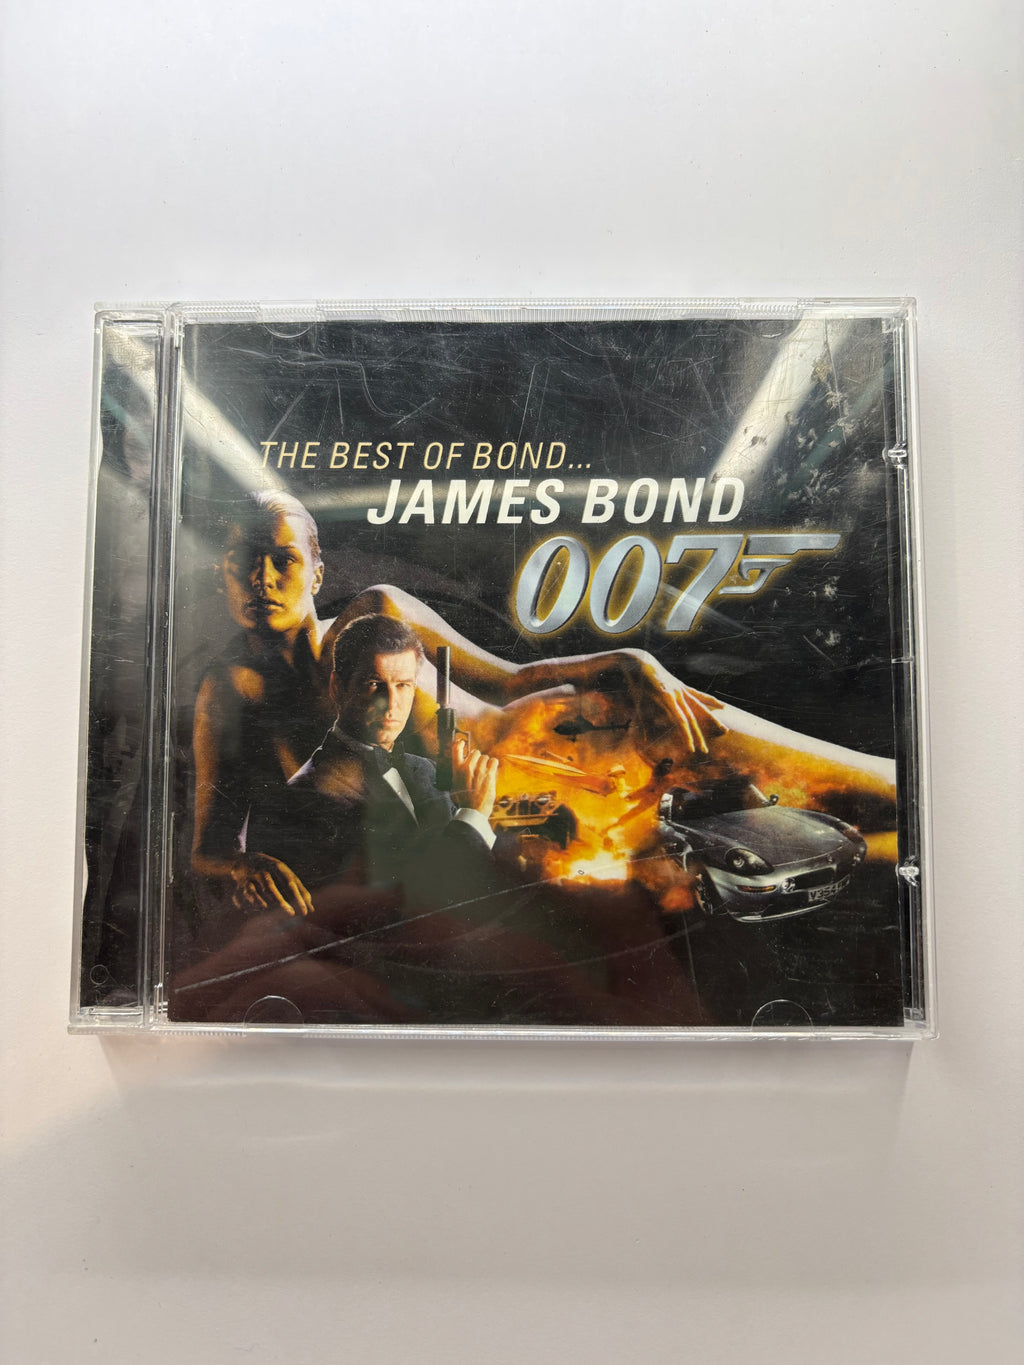 THE BEST OF BOND...
JAMES BOND
007